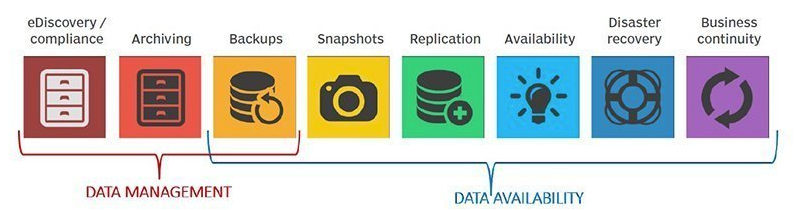 eDiscovery /
compliance
Archiving
Backups
Snapshots
Replication
Availability
Disaster
recovery
Business
continuity
DATA MANAGEMENT
DATA AVAILABILITY